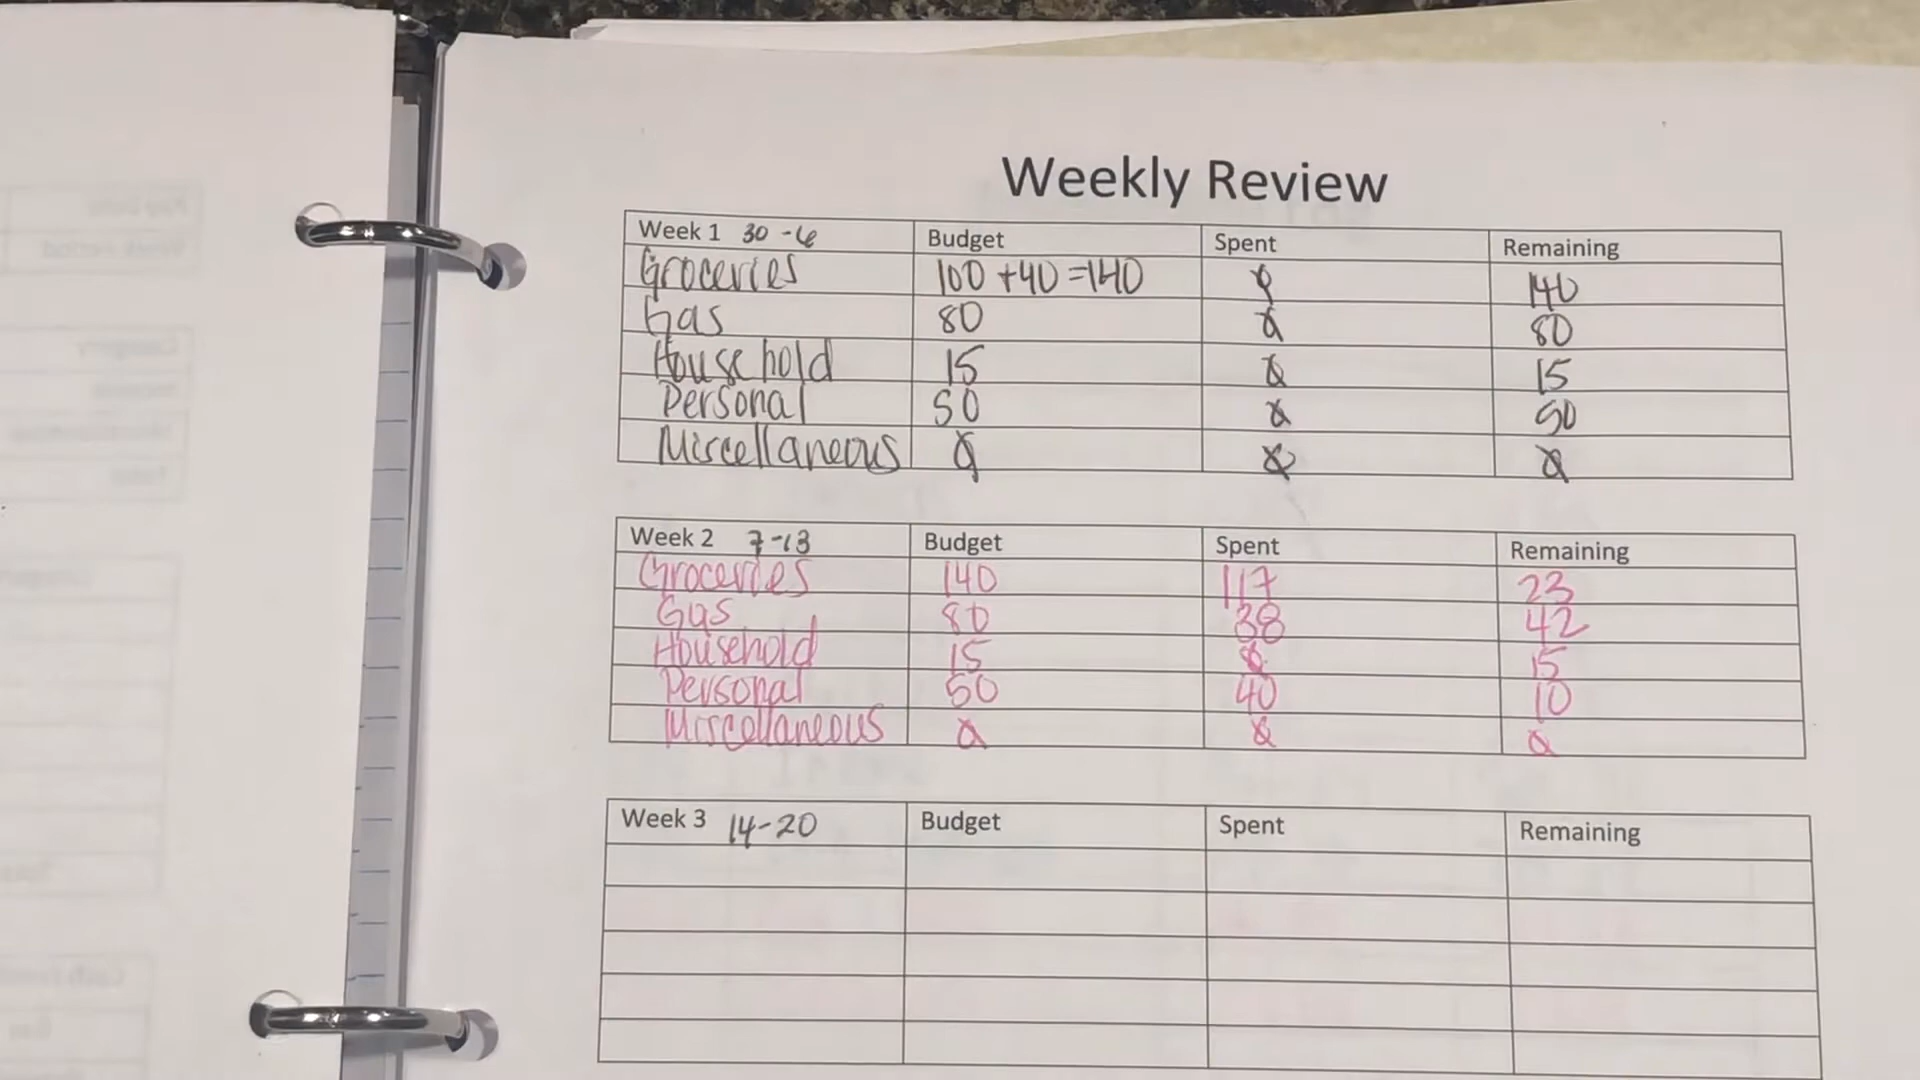 Weekly Review
Week 1 30-6 Budget Spent Remaining
Groceries 100 +40 =140 0 140
Gas 80 0 80
Household 15 0 15
Personal 50 0 50
Miscellaneous 0 0 0
Week 2 7-13 Budget Spent Remaining
Groceries 140 117 23
Gas 80 38 42
Household 15 0 15
Personal 50 40 10
Miscellaneous 0 0 0
Week 3 14-20 Budget Spent Remaining